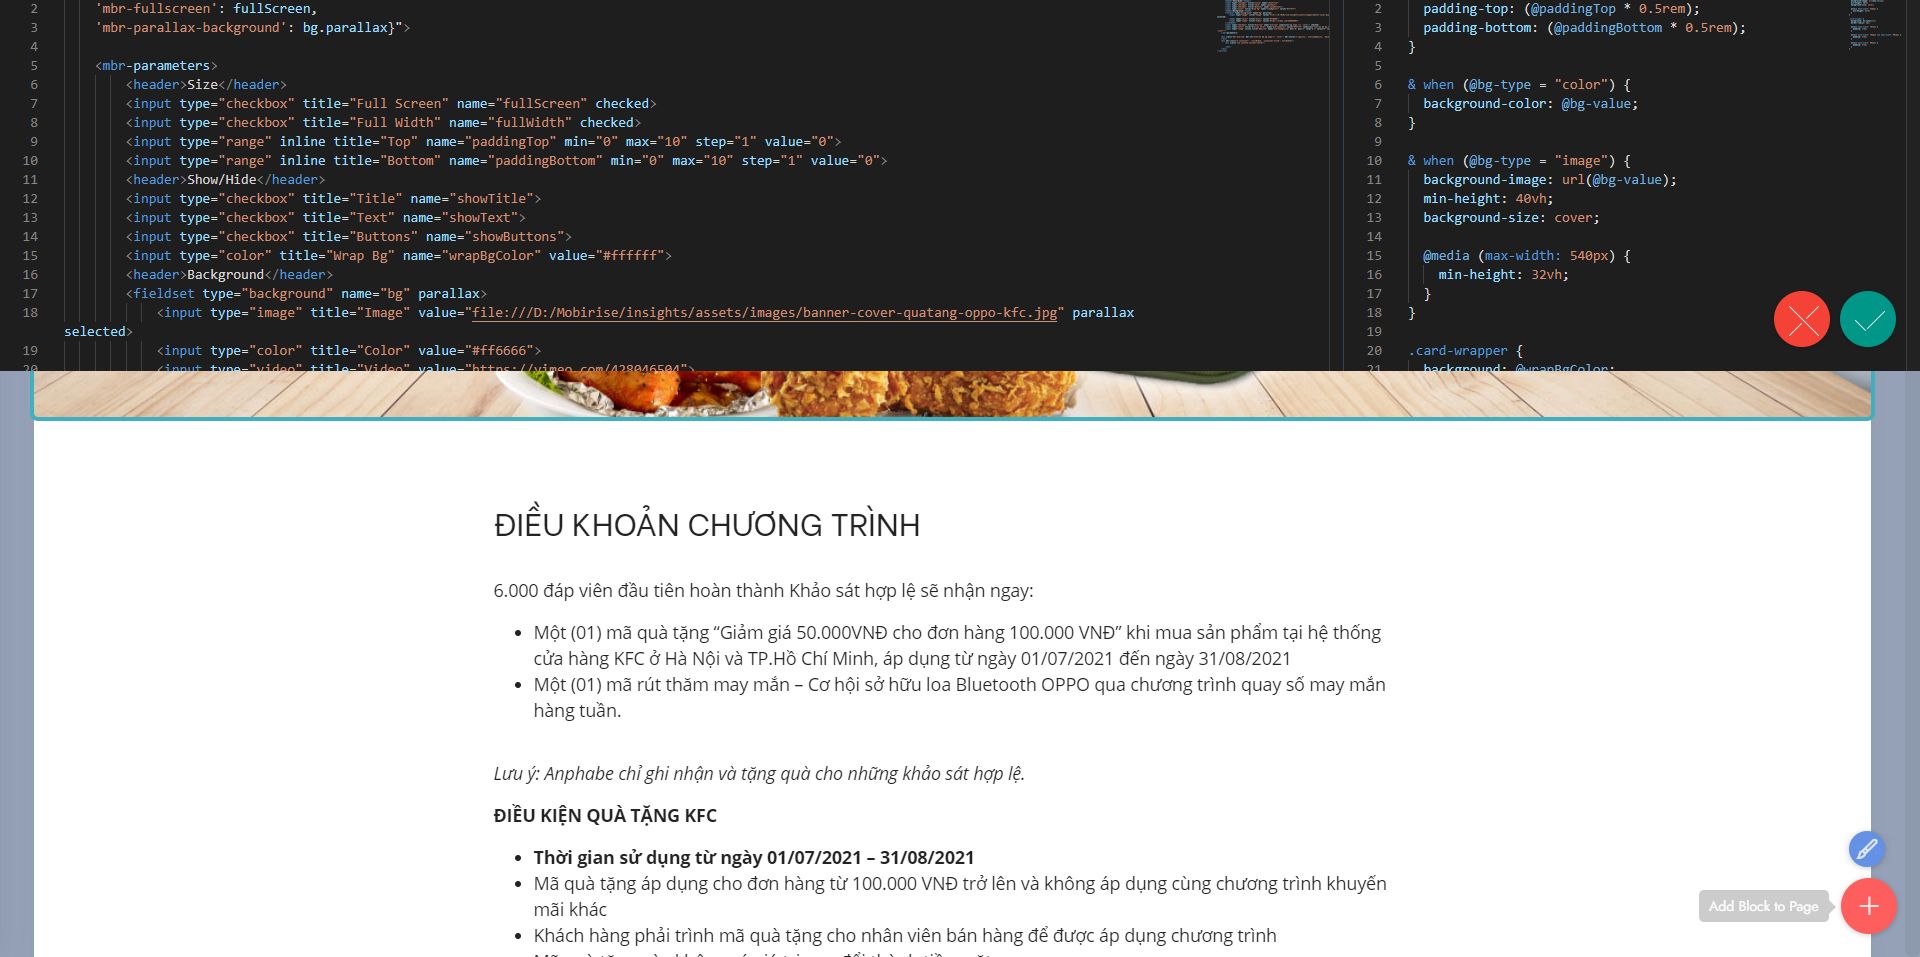 2 'mbr-fullscreen': fullScreen,
3 'mbr-parallax-background': bg.parallax}">
4
5 <mbr-parameters>
6 <header>Size</header>
7 <input type="checkbox" title="Full Screen" name="fullScreen" checked>
8 <input type="checkbox" title="Full Width" name="fullWidth" checked>
9 <input type="range" inline title="Top" name="paddingTop" min="0" max="10" step="1" value="0">
10 <input type="range" inline title="Bottom" name="paddingBottom" min="0" max="10" step="1" value="0">
11 <header>Show/Hide</header>
12 <input type="checkbox" title="Title" name="showTitle">
13 <input type="checkbox" title="Text" name="showText">
14 <input type="checkbox" title="Buttons" name="showButtons">
15 <input type="color" title="Wrap Bg" name="wrapBgColor" value="#ffffff">
16 <header>Background</header>
17 <fieldset type="background" name="bg" parallax>
18 <input type="image" title="Image" value="file:///D:/Mobirise/insights/assets/images/banner-cover-quatang-oppo-kfc.jpg" parallax
selected>
19 <input type="color" title="Color" value="#ff6666">
20 <input type="video" title="Video" value="https://vimeo.com/428046504">
2 padding-top: (@paddingTop * 0.5rem);
3 padding-bottom: (@paddingBottom * 0.5rem);
4 }
5
6 & when (@bg-type = "color") {
7 background-color: @bg-value;
8 }
9
10 & when (@bg-type = "image") {
11 background-image: url(@bg-value);
12 min-height: 40vh;
13 background-size: cover;
14
15 @media (max-width: 540px) {
16 min-height: 32vh;
17 }
18 }
19
20 .card-wrapper {
21 background: @wrapBgColor;
ĐIỀU KHOẢN CHƯƠNG TRÌNH
6.000 đáp viên đầu tiên hoàn thành Khảo sát hợp lệ sẽ nhận ngay:
• Một (01) mã quà tặng “Giảm giá 50.000VNĐ cho đơn hàng 100.000 VNĐ” khi mua sản phẩm tại hệ thống
cửa hàng KFC ở Hà Nội và TP.Hồ Chí Minh, áp dụng từ ngày 01/07/2021 đến ngày 31/08/2021
• Một (01) mã rút thăm may mắn – Cơ hội sở hữu loa Bluetooth OPPO qua chương trình quay số may mắn
hàng tuần.
Lưu ý: Anphabe chỉ ghi nhận và tặng quà cho những khảo sát hợp lệ.
ĐIỀU KIỆN QUÀ TẶNG KFC
• Thời gian sử dụng từ ngày 01/07/2021 – 31/08/2021
• Mã quà tặng áp dụng cho đơn hàng từ 100.000 VNĐ trở lên và không áp dụng cùng chương trình khuyến
mãi khác
• Khách hàng phải trình mã quà tặng cho nhân viên bán hàng để được áp dụng chương trình
Add Block to Page